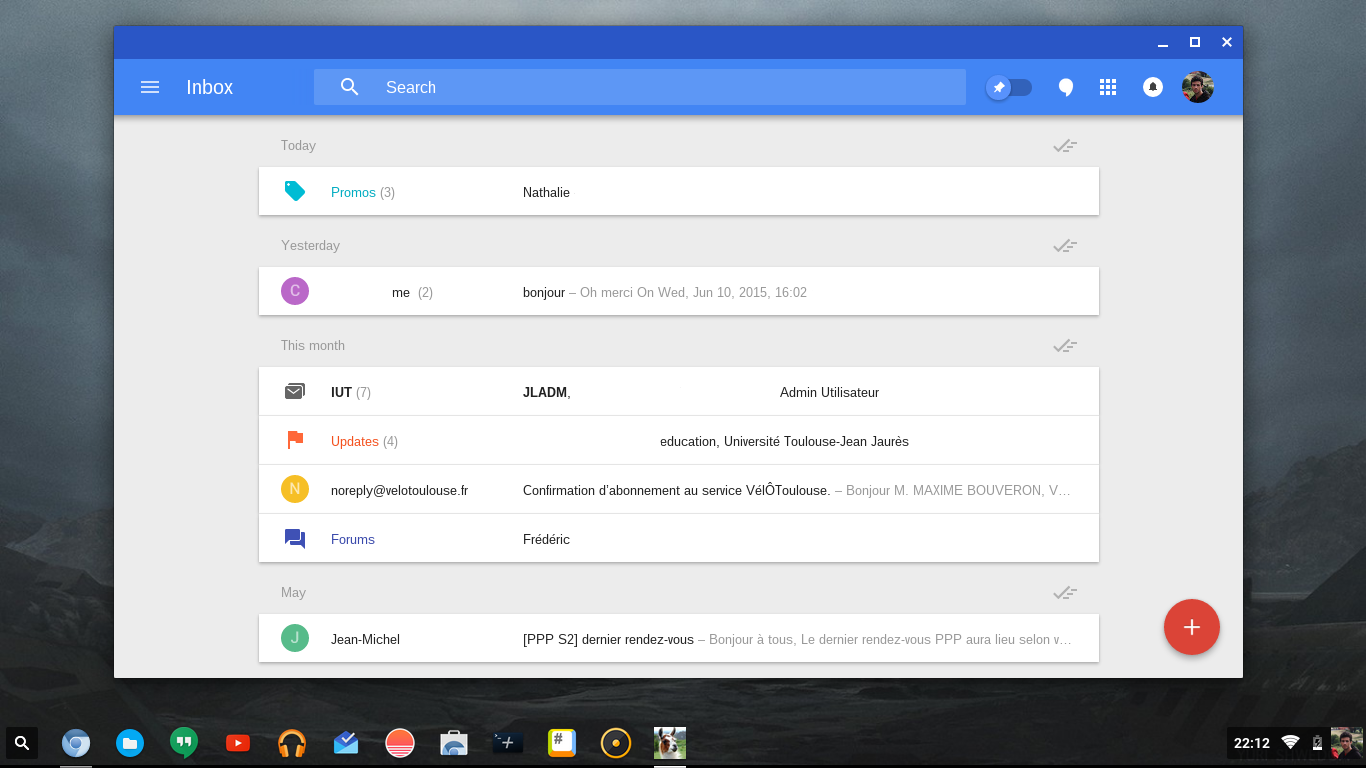 Inbox
Search
Today
Promos (3) Nathalie
Yesterday
C me (2) bonjour – Oh merci On Wed, Jun 10, 2015, 16:02
This month
IUT (7) JLADM, Admin Utilisateur
Updates (4) education, Université Toulouse-Jean Jaurès
N noreply@velotoulouse.fr Confirmation d'abonnement au service VélÔToulouse. – Bonjour M. MAXIME BOUVERON, V…
Forums Frédéric
May
J Jean-Michel [PPP S2] dernier rendez-vous – Bonjour à tous, Le dernier rendez-vous PPP aura lieu selon v…
22:12